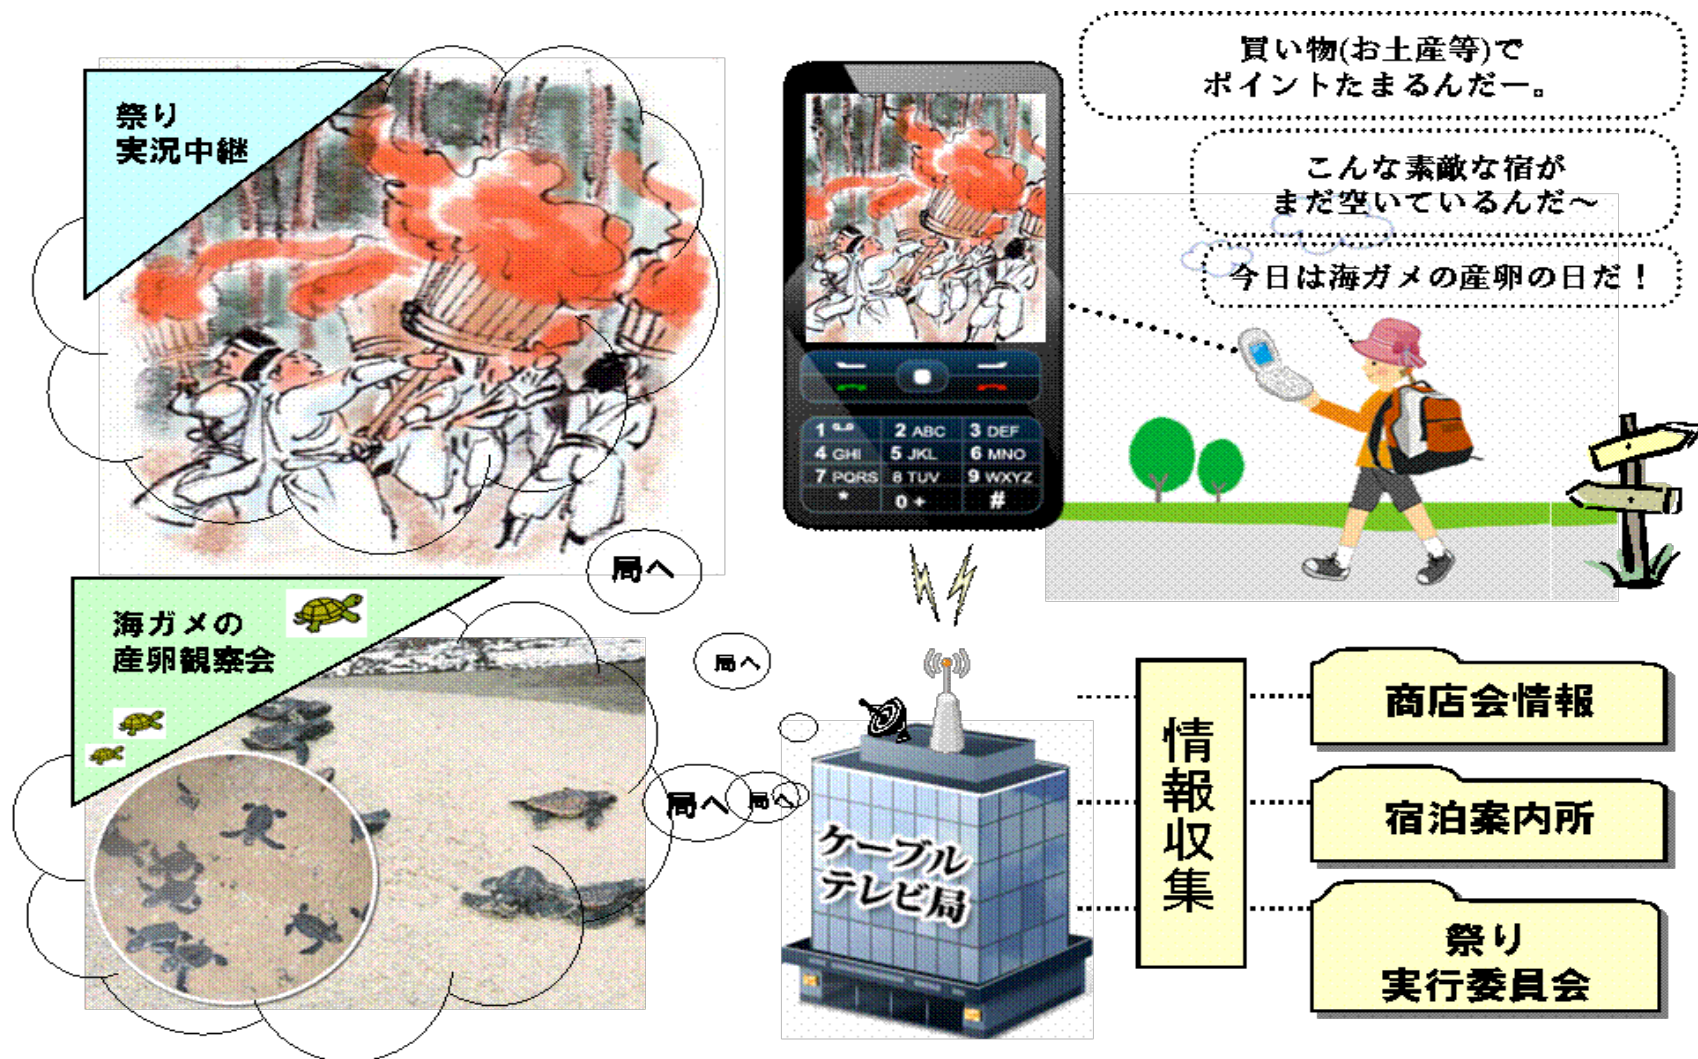 祭り
実況中継
買い物(お土産等)で
ポイントたまるんだー。
こんな素敵な宿が
まだ空いているんだ～
今日は海ガメの産卵の日だ！
1
2 ABC
3 DEF
4 GHI
5 JKL
6 MNO
7 PQRS
8 TUV
9 WXYZ
*
0 +
#
局へ
海ガメの
産卵観察会
局へ
局へ
局へ
ケーブル
テレビ局
情報収集
商店会情報
宿泊案内所
祭り
実行委員会